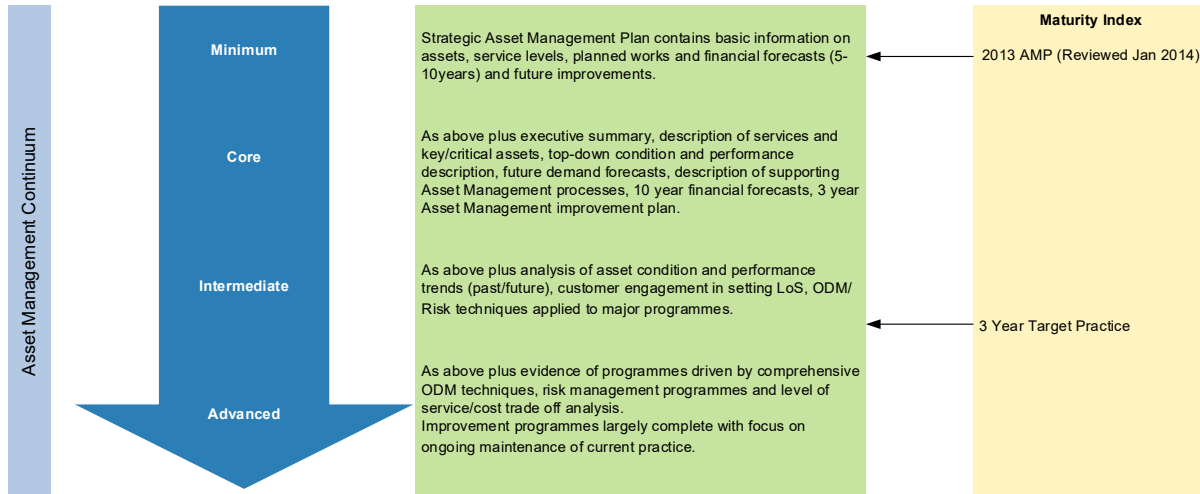 Asset Management Continuum
Minimum
Core
Intermediate
Advanced
Strategic Asset Management Plan contains basic information on
assets, service levels, planned works and financial forecasts (5-
10years) and future improvements.
As above plus executive summary, description of services and
key/critical assets, top-down condition and performance
description, future demand forecasts, description of supporting
Asset Management processes, 10 year financial forecasts, 3 year
Asset Management improvement plan.
As above plus analysis of asset condition and performance
trends (past/future), customer engagement in setting LoS, ODM/
Risk techniques applied to major programmes.
As above plus evidence of programmes driven by comprehensive
ODM techniques, risk management programmes and level of
service/cost trade off analysis.
Improvement programmes largely complete with focus on
ongoing maintenance of current practice.
Maturity Index
2013 AMP (Reviewed Jan 2014)
3 Year Target Practice